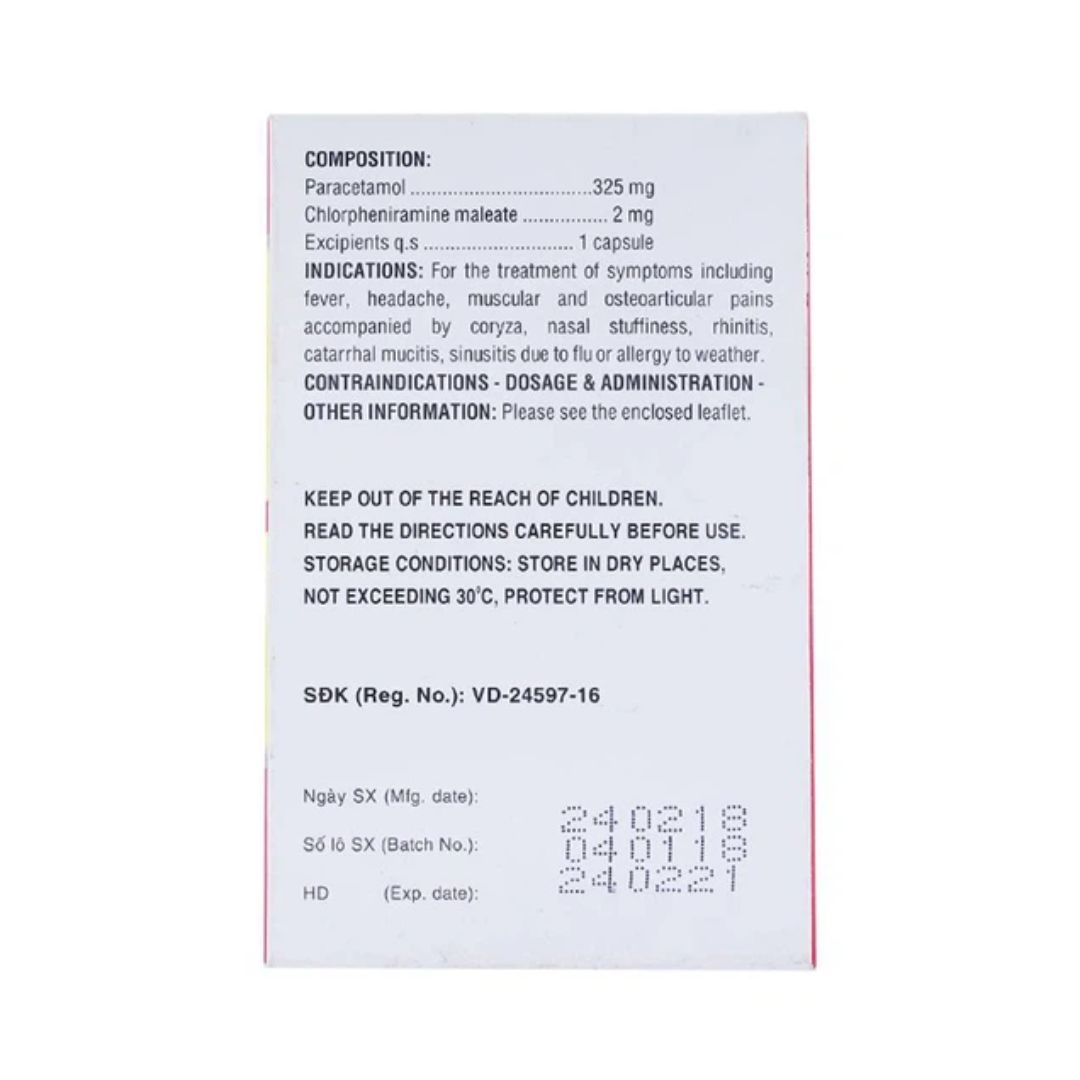 COMPOSITION:
Paracetamol ................................325 mg
Chlorpheniramine maleate ................ 2 mg
Excipients q.s ........................... 1 capsule
INDICATIONS: For the treatment of symptoms including
fever, headache, muscular and osteoarticular pains
accompanied by coryza, nasal stuffiness, rhinitis,
catarrhal mucitis, sinusitis due to flu or allergy to weather.
CONTRAINDICATIONS - DOSAGE & ADMINISTRATION -
OTHER INFORMATION: Please see the enclosed leaflet.
KEEP OUT OF THE REACH OF CHILDREN.
READ THE DIRECTIONS CAREFULLY BEFORE USE.
STORAGE CONDITIONS: STORE IN DRY PLACES,
NOT EXCEEDING 30°C, PROTECT FROM LIGHT.
SĐK (Reg. No.): VD-24597-16
Ngày SX (Mfg. date): 240218
Số lô SX (Batch No.): 040118
HD (Exp. date): 240221